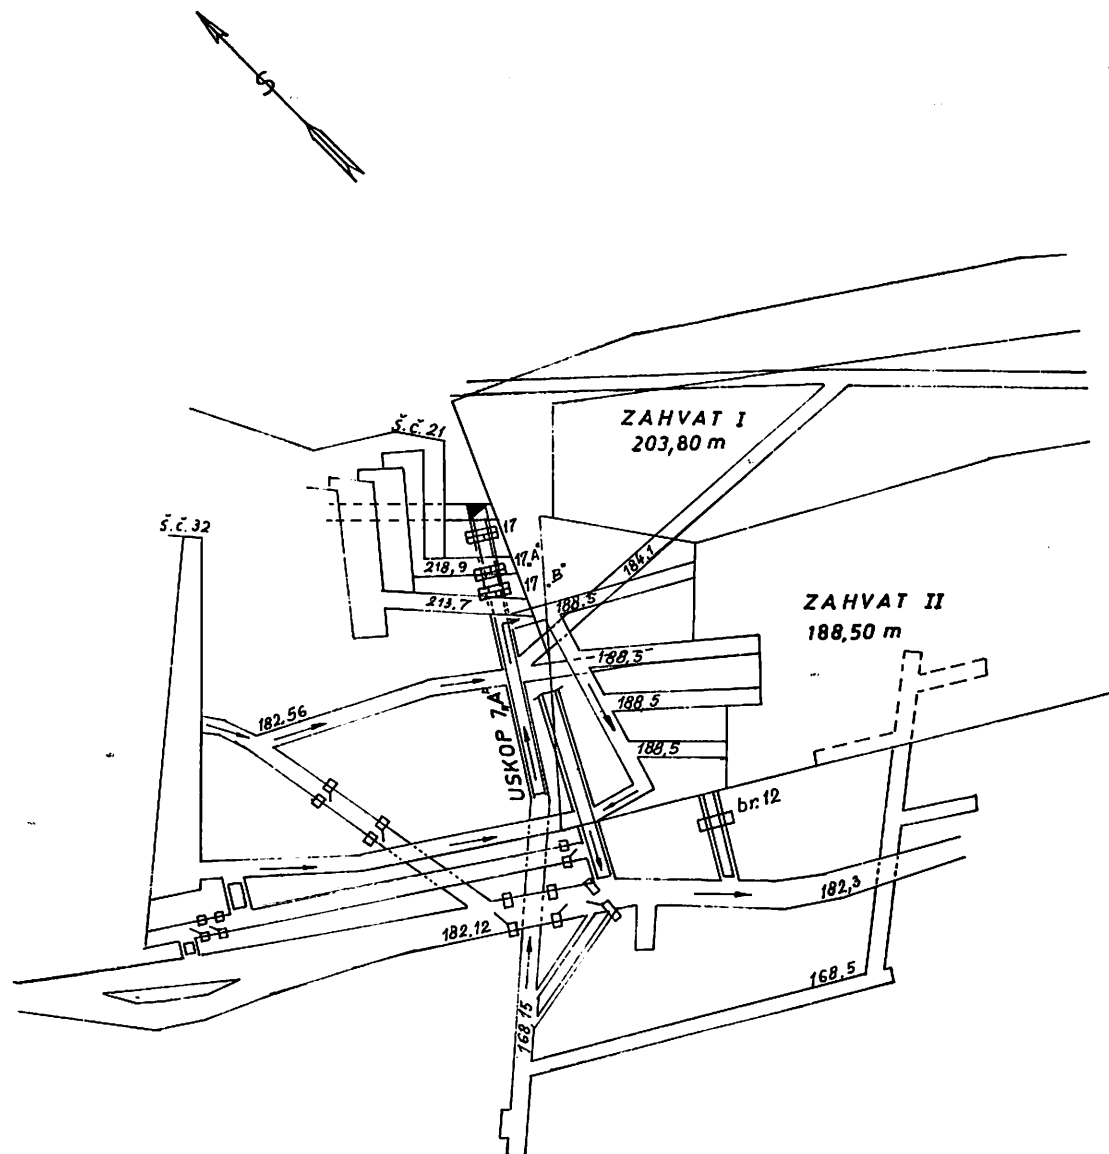 S
ZAHVAT I
203,80 m
Š.č. 21
Š.č. 32
17
17„A"
218,9
17 „B"
184,1
213,7
188,5
ZAHVAT II
188,50 m
188,5
188,5
182,56
188,5
USKOP 7„A"
br. 12
182,3
182,12
168,5
168,15